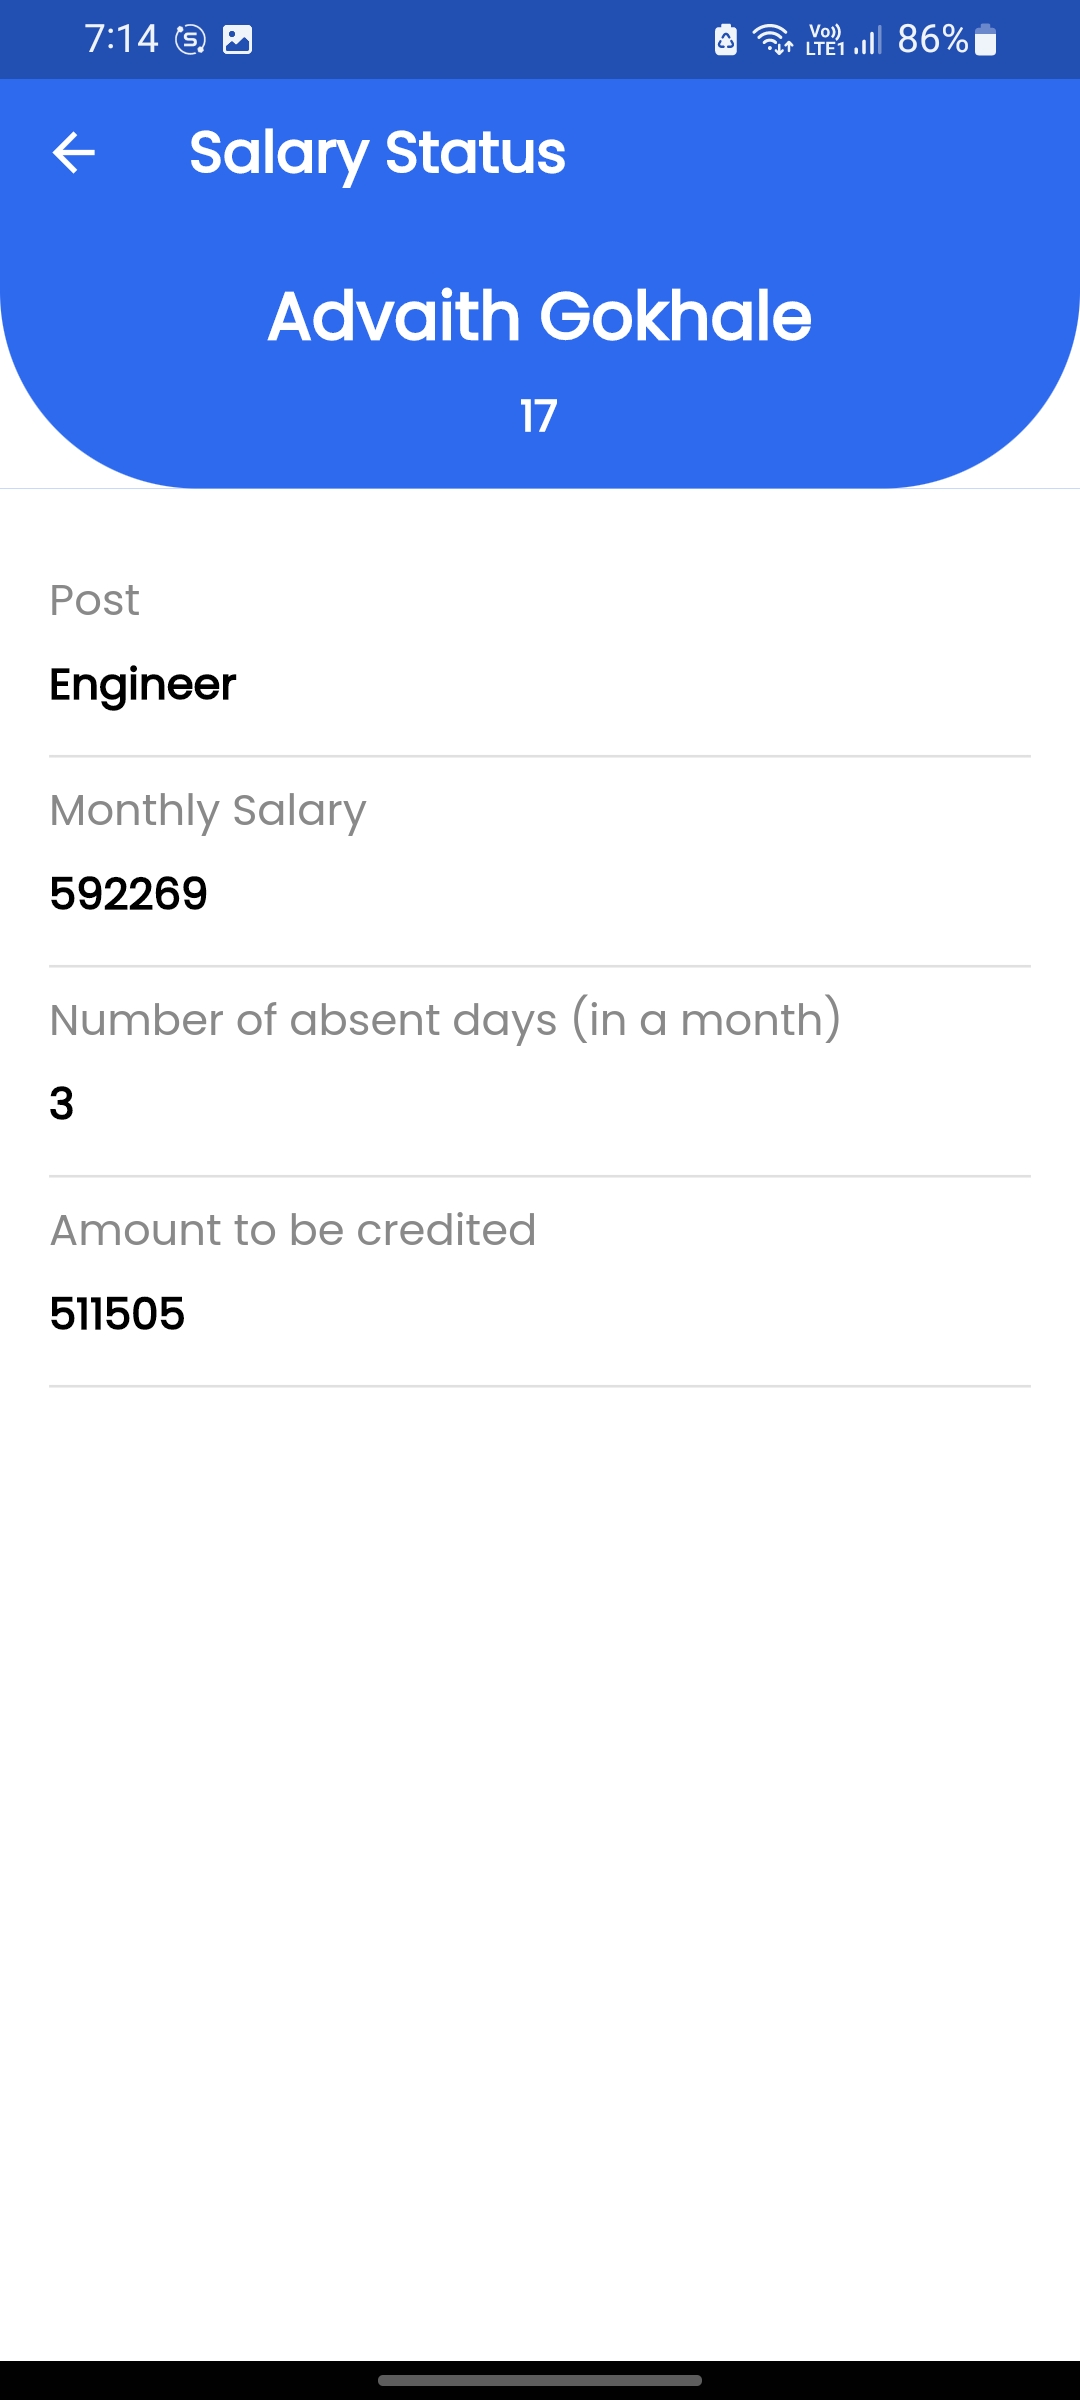 7:14
Vo)) LTE1 86%
Salary Status
Advaith Gokhale
17
Post
Engineer
Monthly Salary
592269
Number of absent days (in a month)
3
Amount to be credited
511505